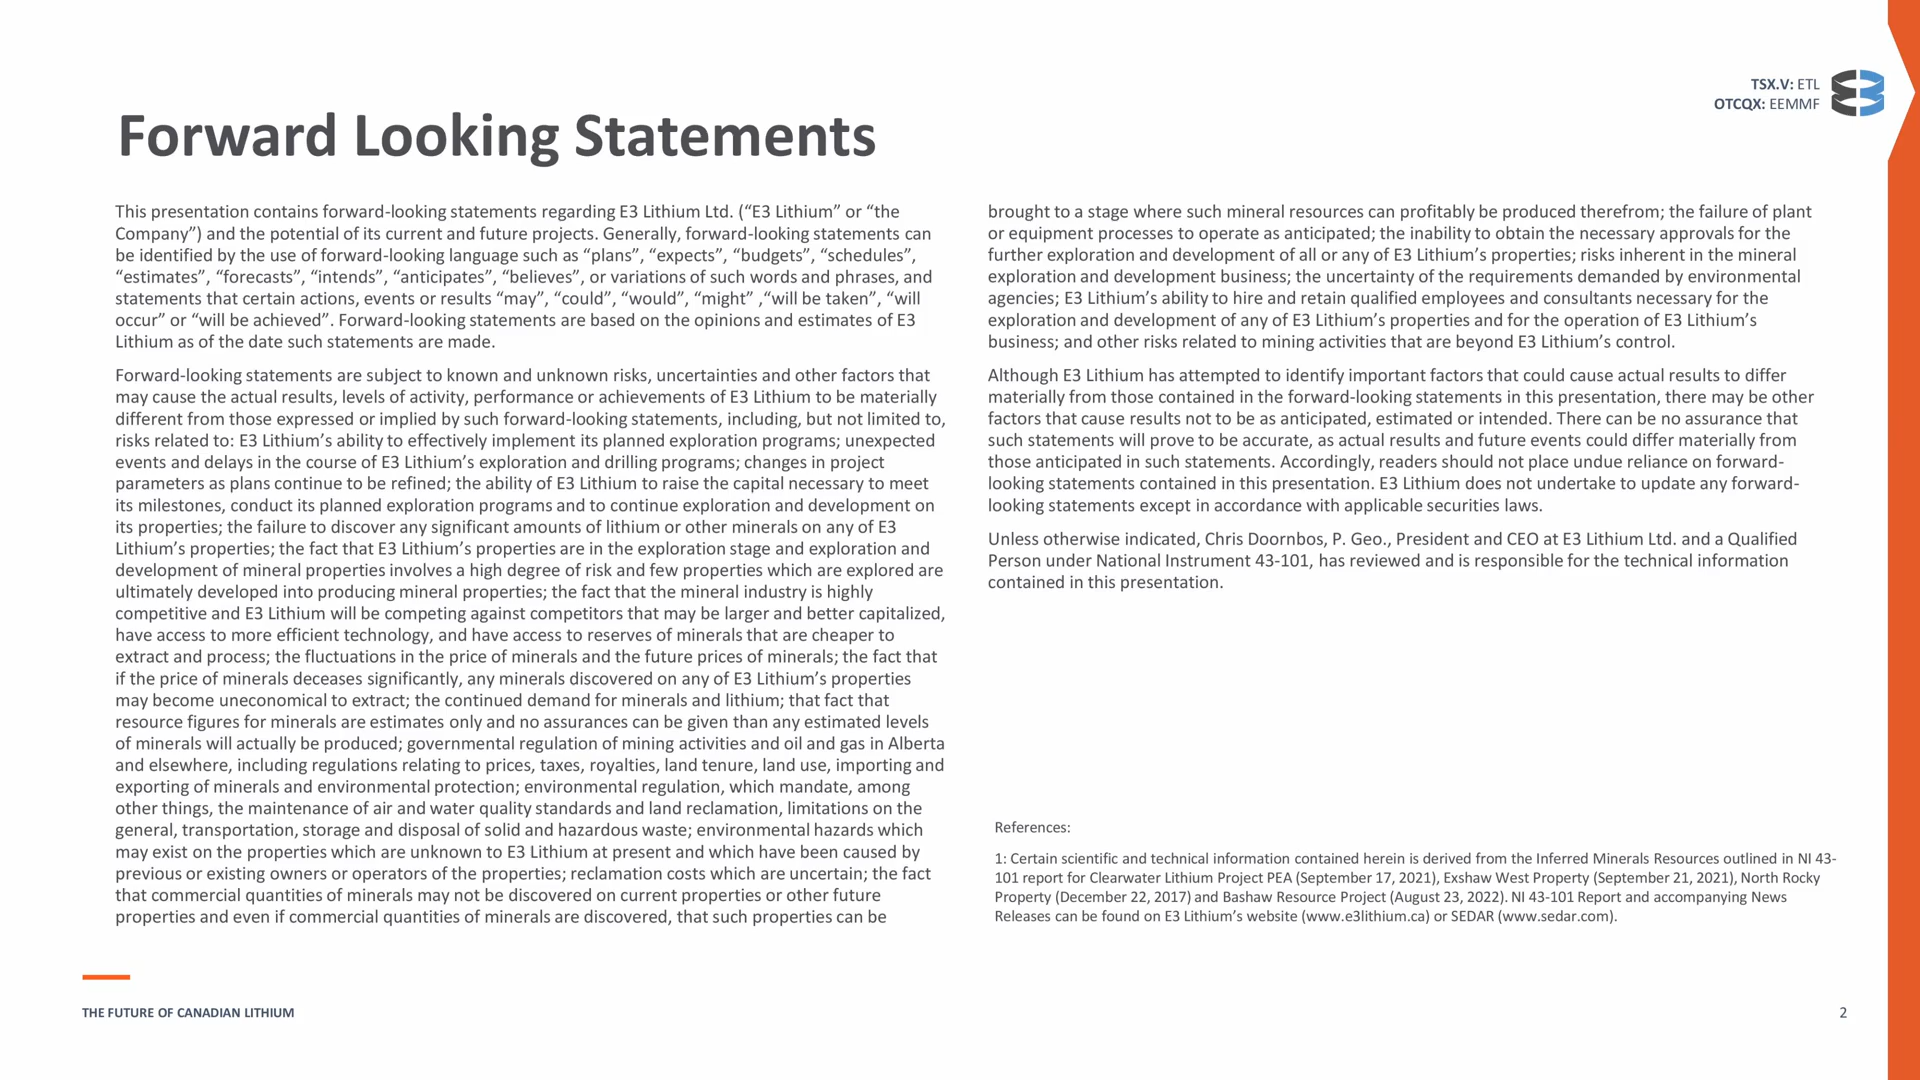 TSX.V: ETL
OTCQX: EEMMF
Forward Looking Statements
This presentation contains forward-looking statements regarding E3 Lithium Ltd. (“E3 Lithium” or “the
Company”) and the potential of its current and future projects. Generally, forward-looking statements can
be identified by the use of forward-looking language such as “plans”, “expects”, “budgets”, “schedules”,
“estimates”, “forecasts”, “intends”, “anticipates”, “believes”, or variations of such words and phrases, and
statements that certain actions, events or results “may”, “could”, “would”, “might” ,“will be taken”, “will
occur” or “will be achieved”. Forward-looking statements are based on the opinions and estimates of E3
Lithium as of the date such statements are made.
Forward-looking statements are subject to known and unknown risks, uncertainties and other factors that
may cause the actual results, levels of activity, performance or achievements of E3 Lithium to be materially
different from those expressed or implied by such forward-looking statements, including, but not limited to,
risks related to: E3 Lithium’s ability to effectively implement its planned exploration programs; unexpected
events and delays in the course of E3 Lithium’s exploration and drilling programs; changes in project
parameters as plans continue to be refined; the ability of E3 Lithium to raise the capital necessary to meet
its milestones, conduct its planned exploration programs and to continue exploration and development on
its properties; the failure to discover any significant amounts of lithium or other minerals on any of E3
Lithium’s properties; the fact that E3 Lithium’s properties are in the exploration stage and exploration and
development of mineral properties involves a high degree of risk and few properties which are explored are
ultimately developed into producing mineral properties; the fact that the mineral industry is highly
competitive and E3 Lithium will be competing against competitors that may be larger and better capitalized,
have access to more efficient technology, and have access to reserves of minerals that are cheaper to
extract and process; the fluctuations in the price of minerals and the future prices of minerals; the fact that
if the price of minerals deceases significantly, any minerals discovered on any of E3 Lithium’s properties
may become uneconomical to extract; the continued demand for minerals and lithium; that fact that
resource figures for minerals are estimates only and no assurances can be given than any estimated levels
of minerals will actually be produced; governmental regulation of mining activities and oil and gas in Alberta
and elsewhere, including regulations relating to prices, taxes, royalties, land tenure, land use, importing and
exporting of minerals and environmental protection; environmental regulation, which mandate, among
other things, the maintenance of air and water quality standards and land reclamation, limitations on the
general, transportation, storage and disposal of solid and hazardous waste; environmental hazards which
may exist on the properties which are unknown to E3 Lithium at present and which have been caused by
previous or existing owners or operators of the properties; reclamation costs which are uncertain; the fact
that commercial quantities of minerals may not be discovered on current properties or other future
properties and even if commercial quantities of minerals are discovered, that such properties can be
brought to a stage where such mineral resources can profitably be produced therefrom; the failure of plant
or equipment processes to operate as anticipated; the inability to obtain the necessary approvals for the
further exploration and development of all or any of E3 Lithium’s properties; risks inherent in the mineral
exploration and development business; the uncertainty of the requirements demanded by environmental
agencies; E3 Lithium’s ability to hire and retain qualified employees and consultants necessary for the
exploration and development of any of E3 Lithium’s properties and for the operation of E3 Lithium’s
business; and other risks related to mining activities that are beyond E3 Lithium’s control.
Although E3 Lithium has attempted to identify important factors that could cause actual results to differ
materially from those contained in the forward-looking statements in this presentation, there may be other
factors that cause results not to be as anticipated, estimated or intended. There can be no assurance that
such statements will prove to be accurate, as actual results and future events could differ materially from
those anticipated in such statements. Accordingly, readers should not place undue reliance on forward-
looking statements contained in this presentation. E3 Lithium does not undertake to update any forward-
looking statements except in accordance with applicable securities laws.
Unless otherwise indicated, Chris Doornbos, P. Geo., President and CEO at E3 Lithium Ltd. and a Qualified
Person under National Instrument 43-101, has reviewed and is responsible for the technical information
contained in this presentation.
References:
1: Certain scientific and technical information contained herein is derived from the Inferred Minerals Resources outlined in NI 43-
101 report for Clearwater Lithium Project PEA (September 17, 2021), Exshaw West Property (September 21, 2021), North Rocky
Property (December 22, 2017) and Bashaw Resource Project (August 23, 2022). NI 43-101 Report and accompanying News
Releases can be found on E3 Lithium’s website (www.e3lithium.ca) or SEDAR (www.sedar.com).
THE FUTURE OF CANADIAN LITHIUM
2